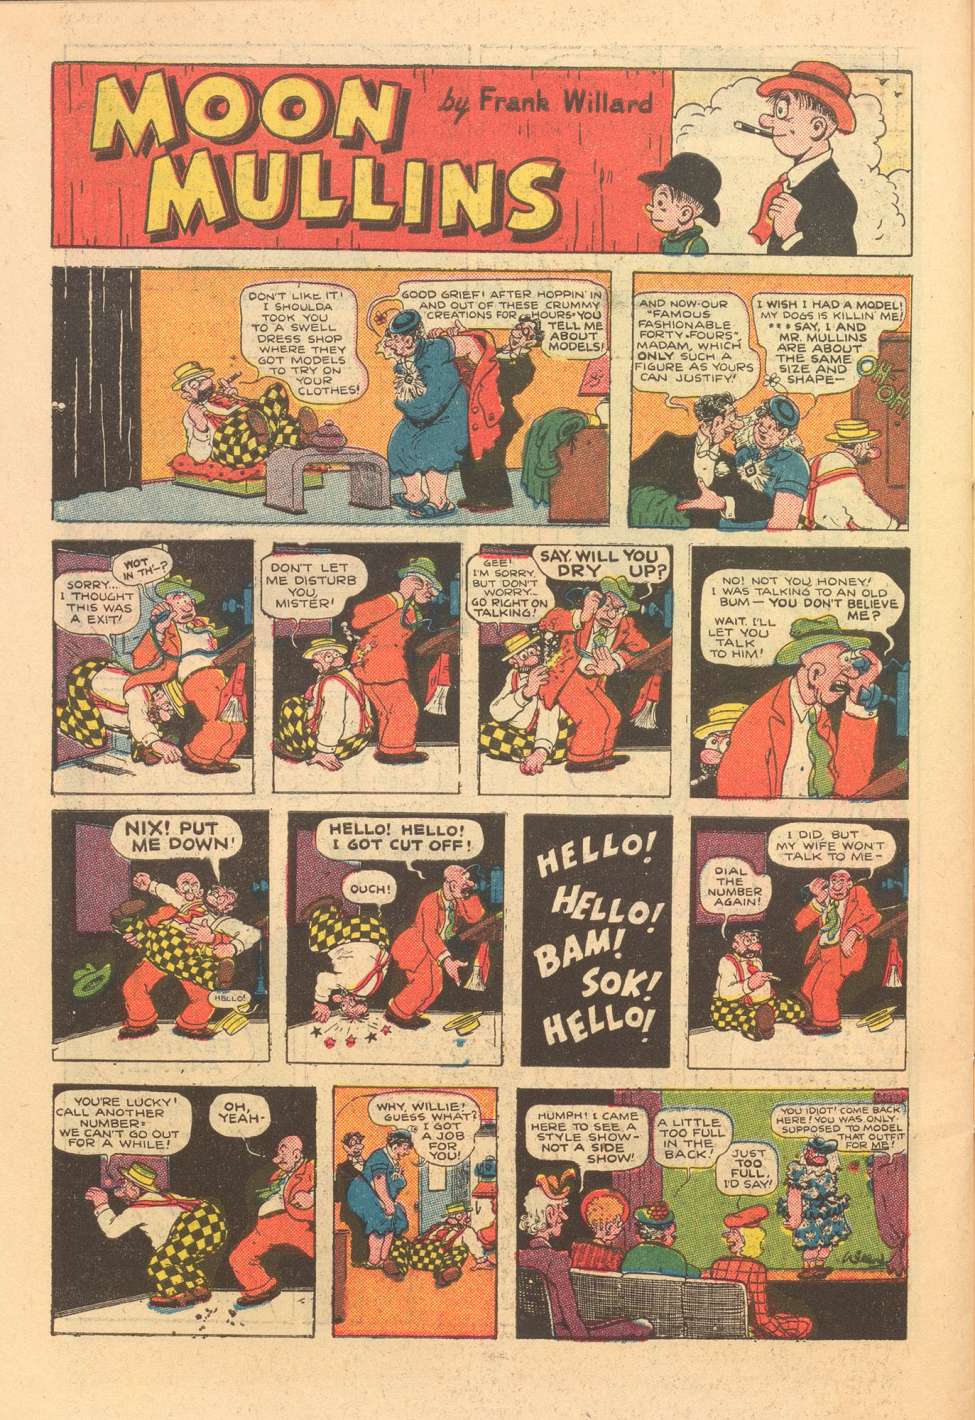 MOON
MULLINS
by Frank Willard
DON'T LIKE IT!
I SHOULDA
TOOK YOU
TO A SWELL
DRESS SHOP
WHERE THEY
GOT MODELS
TO TRY ON
YOUR
CLOTHES!
GOOD GRIEF! AFTER HOPPIN' IN
AND OUT OF THESE CRUMMY
CREATIONS FOR HOURS-YOU
TELL ME
ABOUT
MODELS!
AND NOW-OUR
"FAMOUS
FASHIONABLE
FORTY-FOURS",
MADAM, WHICH
ONLY SUCH A
FIGURE AS YOURS
CAN JUSTIFY!
I WISH I HAD A MODEL!
MY DOGS IS KILLIN' ME!
***SAY, I AND
MR. MULLINS
ARE ABOUT
THE SAME
SIZE AND
SHAPE-
OH
OH!
SORRY...
I THOUGHT
THIS WAS
A EXIT!
WOT
IN TH'-?
DON'T LET
ME DISTURB
YOU,
MISTER!
GEE!
I'M SORRY,
BUT DON'T
WORRY...
GO RIGHT ON
TALKING!
SAY, WILL YOU
DRY UP?
NO! NOT YOU, HONEY!
I WAS TALKING TO AN OLD
BUM-YOU DON'T BELIEVE
ME?
WAIT. I'LL
LET YOU
TALK
TO HIM!
NIX! PUT
ME DOWN!
HELLO!
HELLO! HELLO!
I GOT CUT OFF!
OUCH!
HELLO!
HELLO!
BAM!
SOK!
HELLO!
DIAL
THE
NUMBER
AGAIN!
I DID, BUT
MY WIFE WON'T
TALK TO ME-
YOU'RE LUCKY!
CALL ANOTHER
NUMBER-
WE CAN'T GO OUT
FOR A WHILE!
OH,
YEAH-
WHY, WILLIE!
GUESS WHAT?
I GOT
A JOB
FOR
YOU!
HUMPH! I CAME
HERE TO SEE A
STYLE SHOW-
NOT A SIDE
SHOW!
A LITTLE
TOO FULL
IN THE
BACK!
JUST
TOO
FULL,
I'D SAY!
YOU IDIOT! COME BACK
HERE! YOU WAS ONLY
SUPPOSED TO MODEL
THAT OUTFIT
FOR ME!